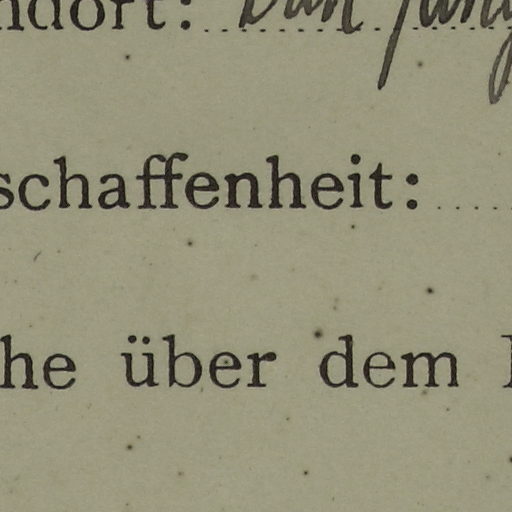 ndort:
schaffenheit:
he über dem